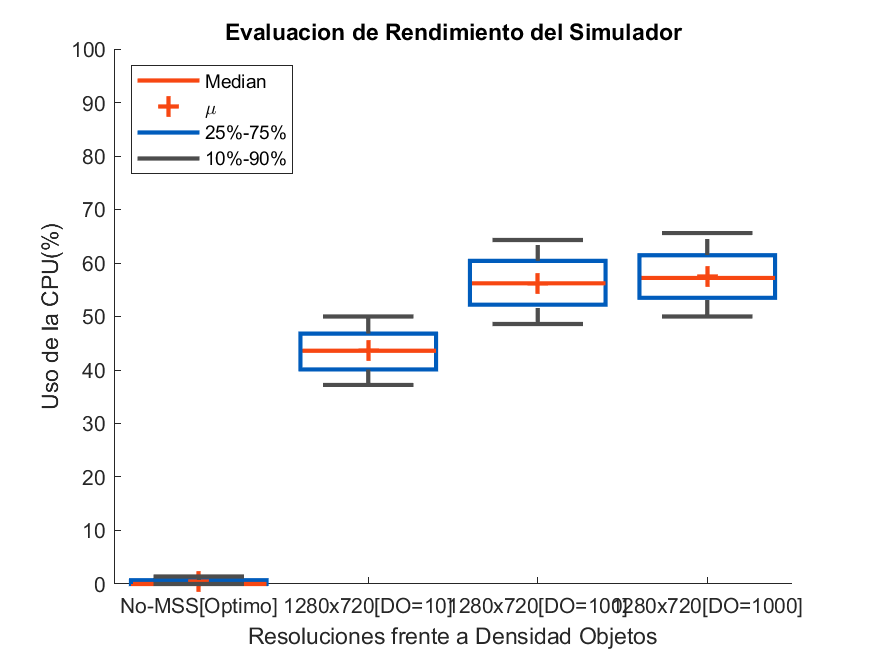 Evaluacion de Rendimiento del Simulador
Median
μ
25%-75%
10%-90%
Uso de la CPU(%)
100
90
80
70
60
50
40
30
20
10
0
No-MSS[Optimo] 1280x720[DO=10] 1280x720[DO=100] 1280x720[DO=1000]
Resoluciones frente a Densidad Objetos